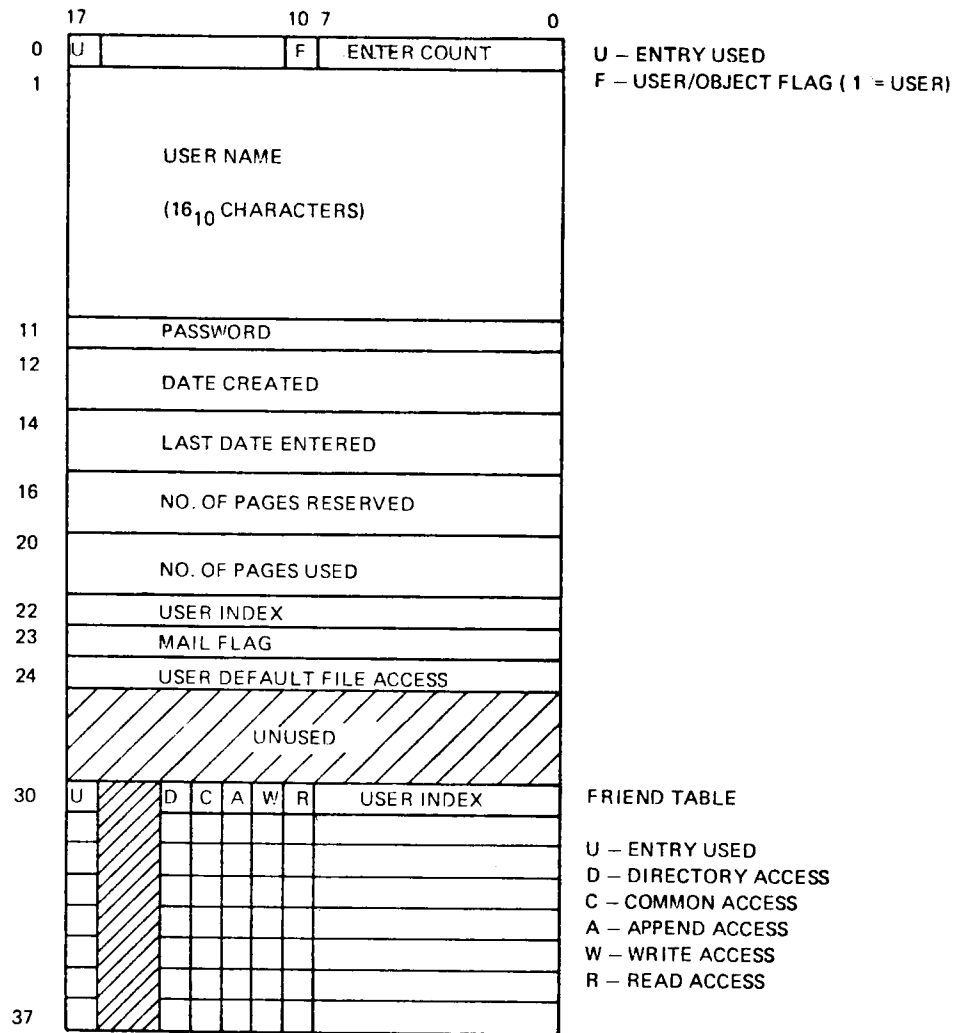 17 10 7 0
0 U F ENTER COUNT U – ENTRY USED
1 F – USER/OBJECT FLAG ( 1 = USER)
USER NAME
(16₁₀ CHARACTERS)
11 PASSWORD
12
DATE CREATED
14
LAST DATE ENTERED
16
NO. OF PAGES RESERVED
20
NO. OF PAGES USED
22 USER INDEX
23 MAIL FLAG
24 USER DEFAULT FILE ACCESS
UNUSED
30 U D C A W R USER INDEX FRIEND TABLE
U – ENTRY USED
D – DIRECTORY ACCESS
C – COMMON ACCESS
A – APPEND ACCESS
W – WRITE ACCESS
R – READ ACCESS
37